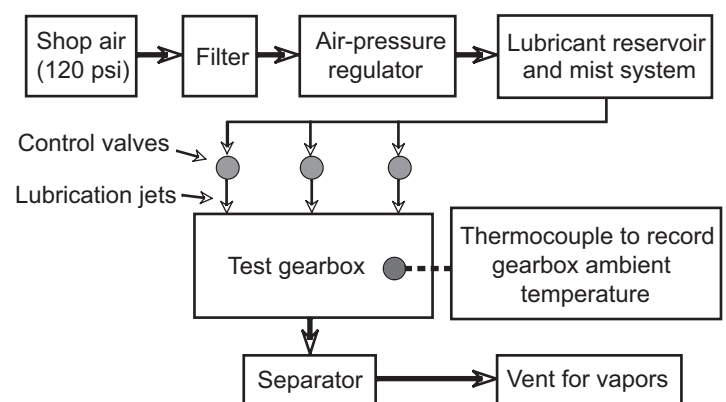 Shop air
(120 psi)
Filter
Air-pressure
regulator
Lubricant reservoir
and mist system
Control valves
Lubrication jets
Test gearbox
Thermocouple to record
gearbox ambient
temperature
Separator
Vent for vapors